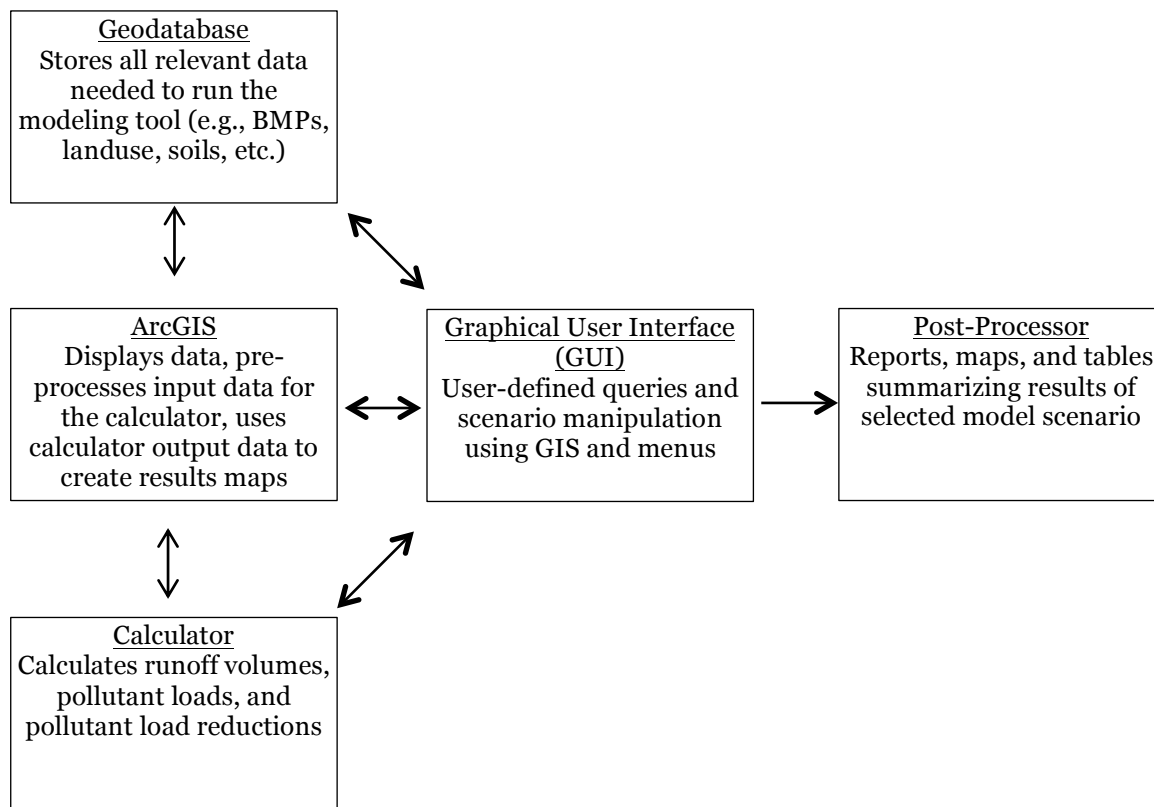 Geodatabase
Stores all relevant data
needed to run the
modeling tool (e.g., BMPs,
landuse, soils, etc.)
ArcGIS
Displays data, pre-
processes input data for
the calculator, uses
calculator output data to
create results maps
Graphical User Interface
(GUI)
User-defined queries and
scenario manipulation
using GIS and menus
Post-Processor
Reports, maps, and tables
summarizing results of
selected model scenario
Calculator
Calculates runoff volumes,
pollutant loads, and
pollutant load reductions